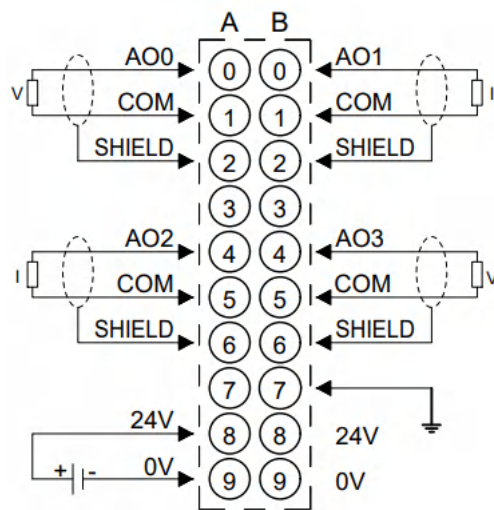 A B
AO0 0 0 AO1
V I
COM 1 1 COM
SHIELD 2 2 SHIELD
3 3
AO2 4 4 AO3
I V
COM 5 5 COM
SHIELD 6 6 SHIELD
7 7
24V 8 8 24V
+ - 0V 9 9 0V